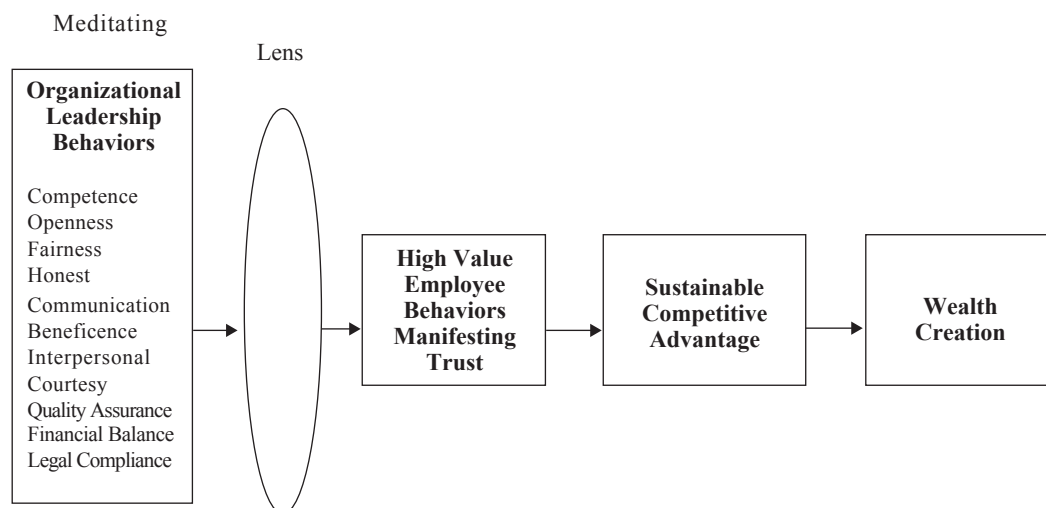 Meditating
Lens
Organizational
Leadership
Behaviors
Competence
Openness
Fairness
Honest
Communication
Beneficence
Interpersonal
Courtesy
Quality Assurance
Financial Balance
Legal Compliance
High Value
Employee
Behaviors
Manifesting
Trust
Sustainable
Competitive
Advantage
Wealth
Creation